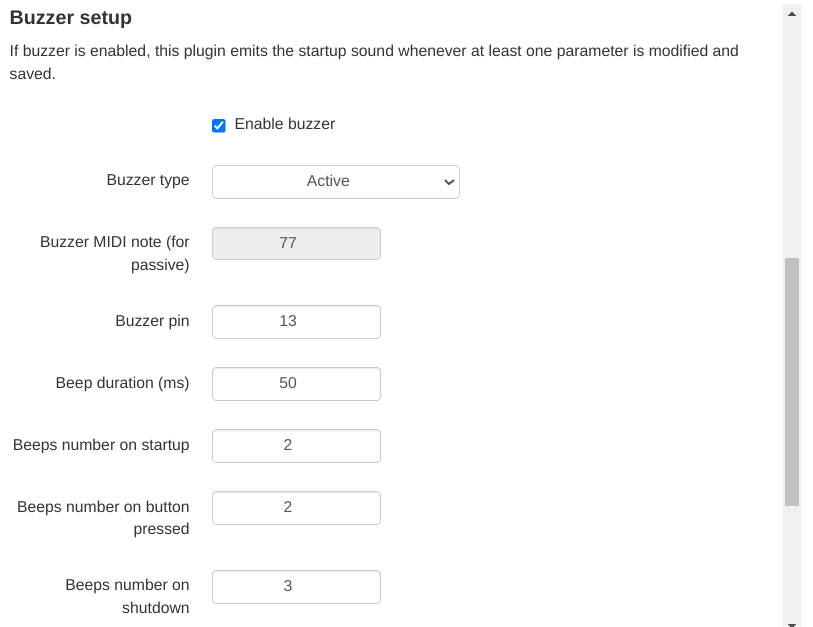 Buzzer setup
If buzzer is enabled, this plugin emits the startup sound whenever at least one parameter is modified and
saved.
Enable buzzer
Buzzer type
Active
Buzzer MIDI note (for
passive)
77
Buzzer pin
13
Beep duration (ms)
50
Beeps number on startup
2
Beeps number on button
pressed
2
Beeps number on
shutdown
3